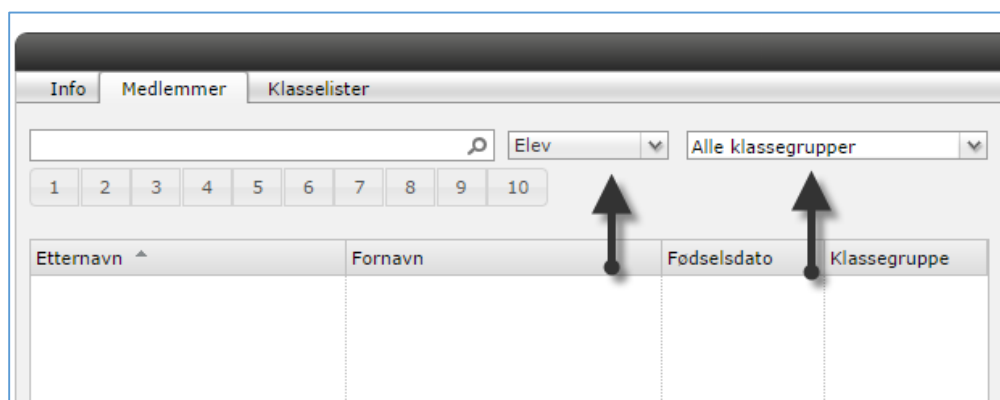 Info Medlemmer Klasselister
Elev Alle klassegrupper
1 2 3 4 5 6 7 8 9 10
Etternavn Fornavn Fødselsdato Klassegruppe